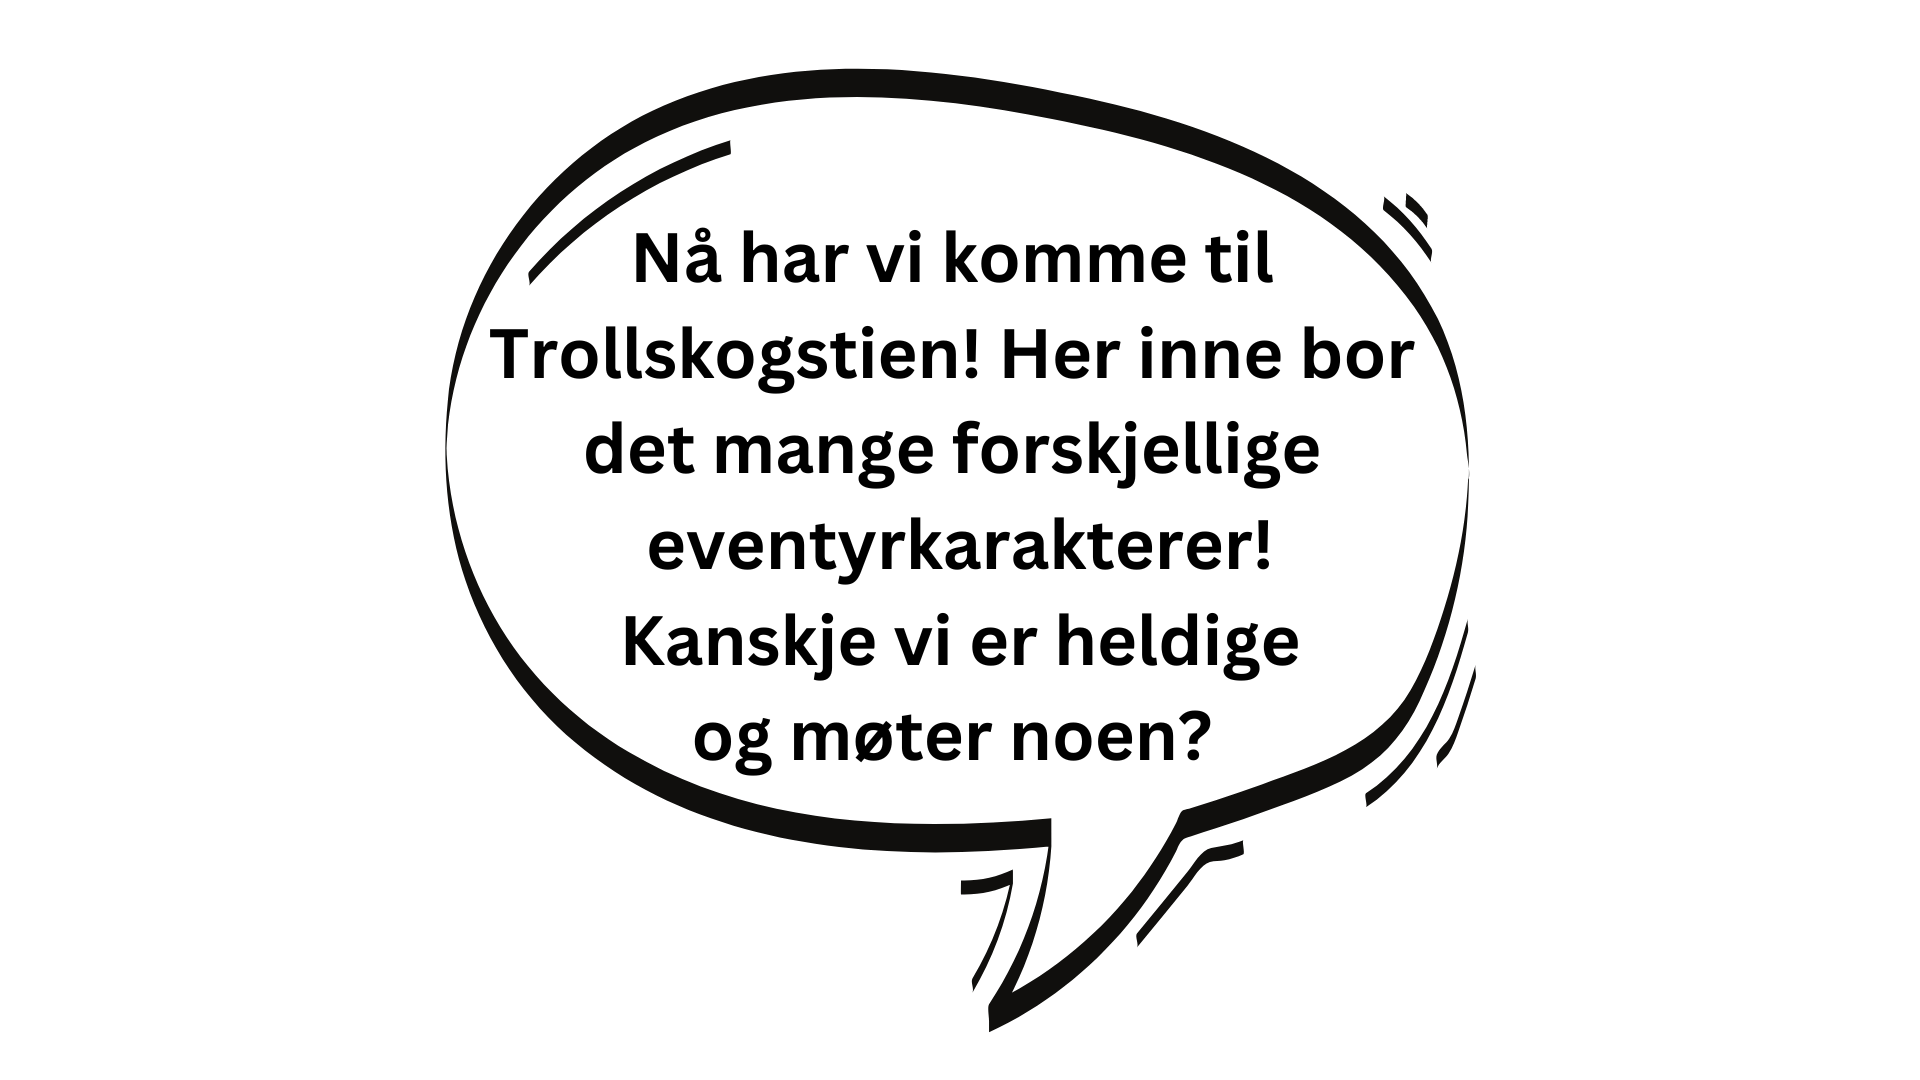 Nå har vi komme til
Trollskogstien! Her inne bor
det mange forskjellige
eventyrkarakterer!
Kanskje vi er heldige
og møter noen?